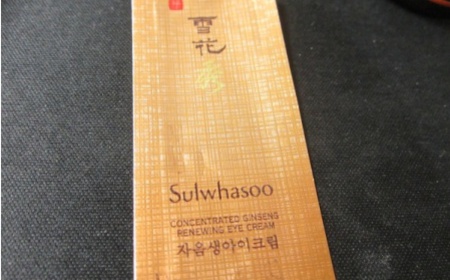 雪
花
秀
Sulwhasoo
CONCENTRATED GINSENG
RENEWING EYE CREAM
자음생아이크림